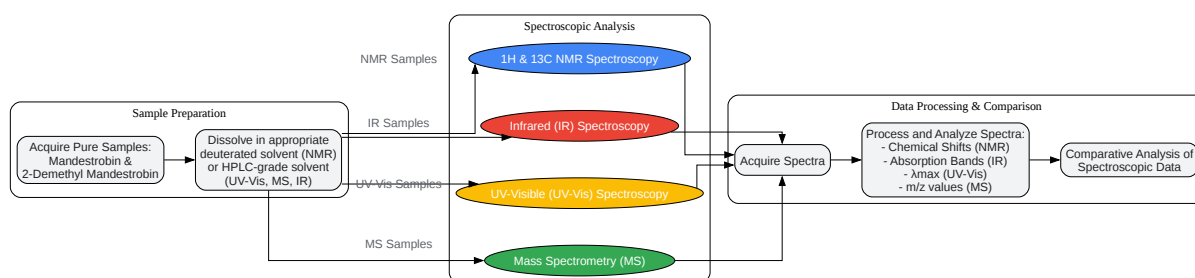 Sample Preparation
Acquire Pure Samples:
Mandestrobin &
2-Demethyl Mandestrobin
Dissolve in appropriate
deuterated solvent (NMR)
or HPLC-grade solvent
(UV-Vis, MS, IR)
NMR Samples
IR Samples
UV-Vis Samples
MS Samples
Spectroscopic Analysis
1H & 13C NMR Spectroscopy
Infrared (IR) Spectroscopy
UV-Visible (UV-Vis) Spectroscopy
Mass Spectrometry (MS)
Data Processing & Comparison
Acquire Spectra
Process and Analyze Spectra:
- Chemical Shifts (NMR)
- Absorption Bands (IR)
- λmax (UV-Vis)
- m/z values (MS)
Comparative Analysis of
Spectroscopic Data